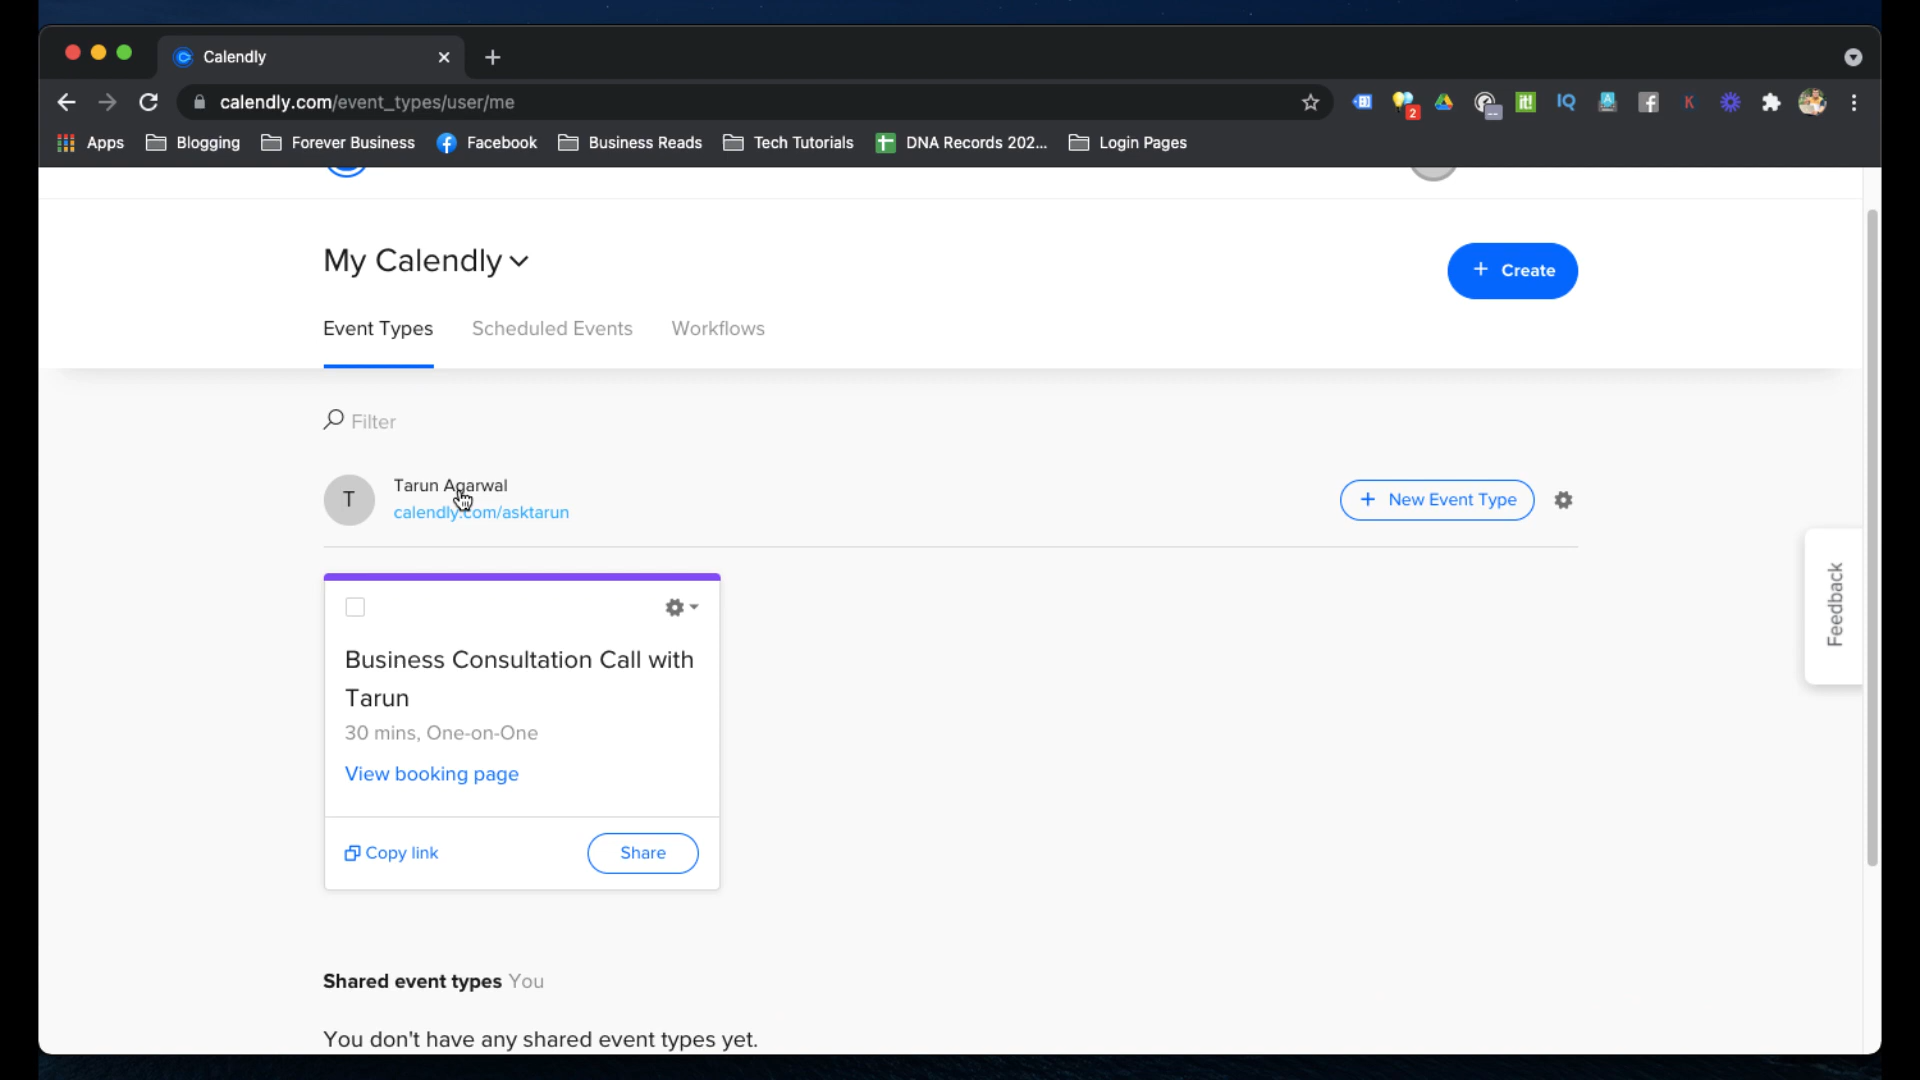 Calendly
calendly.com/event_types/user/me
2
it!
IQ
K
Apps
Blogging
Forever Business
Facebook
Business Reads
Tech Tutorials
DNA Records 202...
Login Pages
My Calendly
+ Create
Event Types
Scheduled Events
Workflows
Filter
T
Tarun Agarwal
calendly.com/asktarun
+ New Event Type
Business Consultation Call with
Tarun
30 mins, One-on-One
View booking page
Copy link
Share
Feedback
Shared event types You
You don't have any shared event types yet.